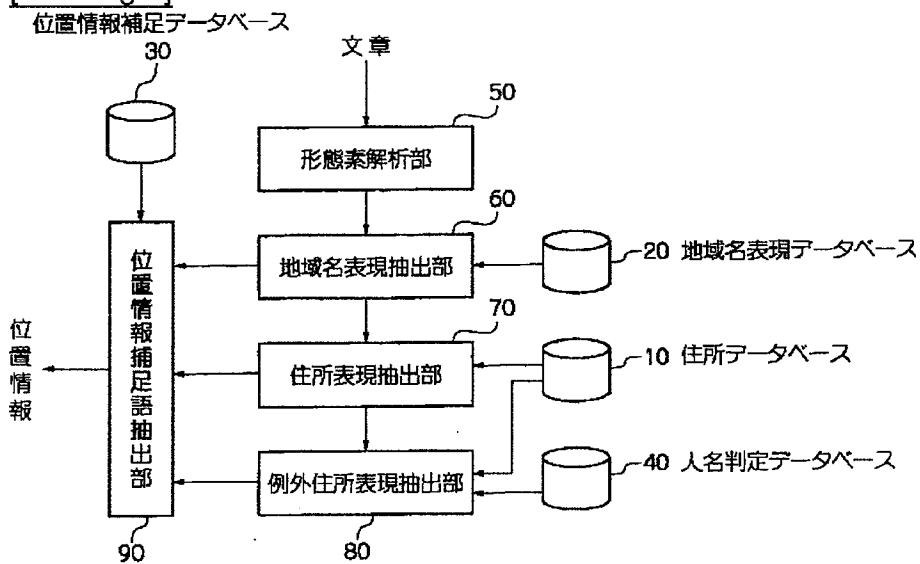 位置情報補足データベース
30
文章
50
形態素解析部
60
地域名表現抽出部
20 地域名表現データベース
70
住所表現抽出部
10 住所データベース
例外住所表現抽出部
40 人名判定データベース
80
位置情報捕足語抽出部
90
位置情報